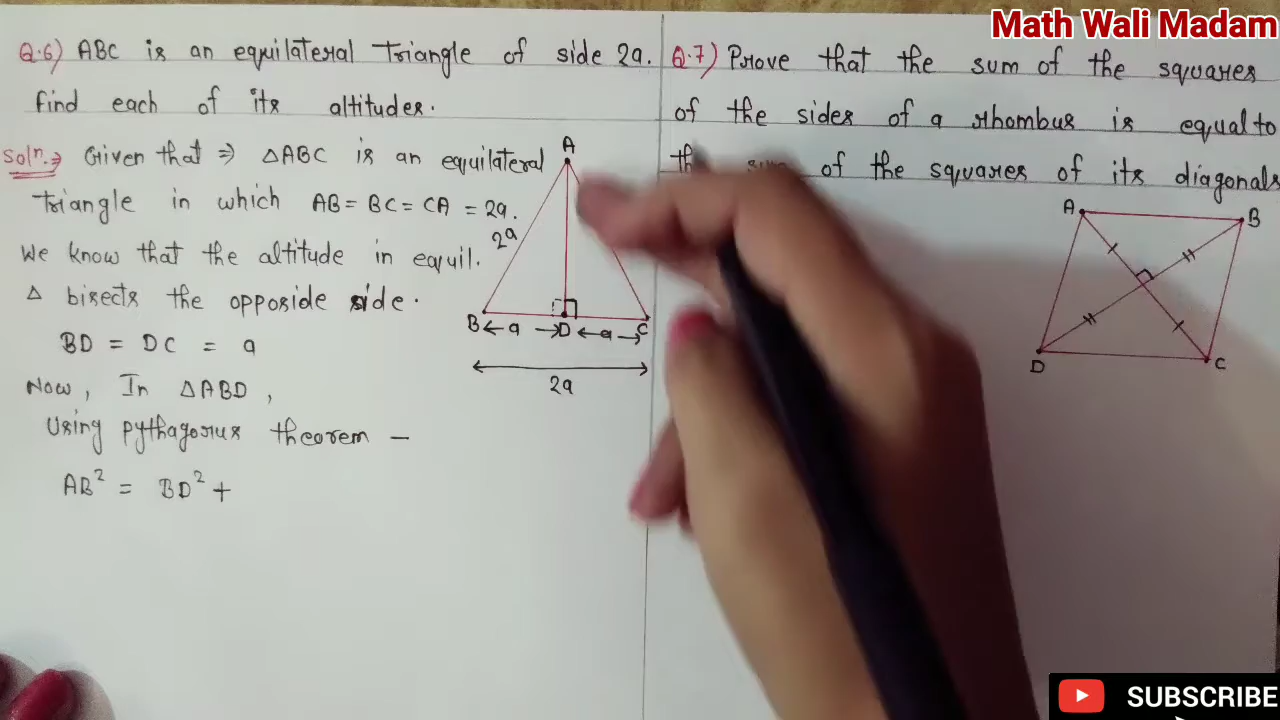 Math Wali Madam
Q.6) ABC is an equilateral Triangle of side 2a.
find each of its altitudes.
Soln. ⇒ Given that ⇒ △ABC is an equilateral
Triangle in which AB = BC = CA = 2a.
We know that the altitude in equil.
△ bisects the opposide side.
BD = DC = a
Now, In △ABD,
Using pythagorus theorem —
AB² = BD² +
A
2a
B ← a → D ← a → C
2a
Q.7) Prove that the sum of the squares
of the sides of a rhombus is equal to
of the squares of its diagonals
A
B
D
C
SUBSCRIBE